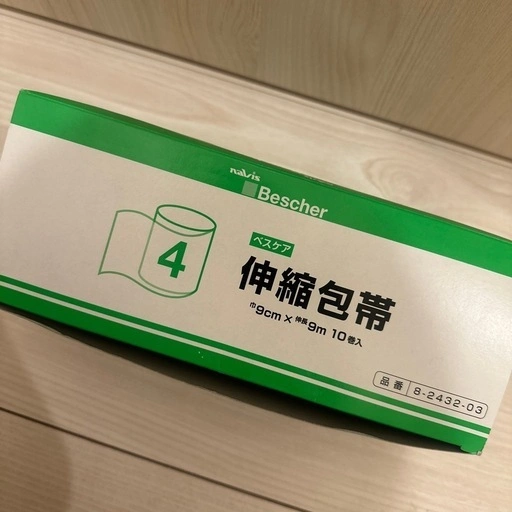 navis
Bescher
ベスケア
4
伸縮包帯
巾9cm×伸長9m 10巻入
品番 8-2432-03